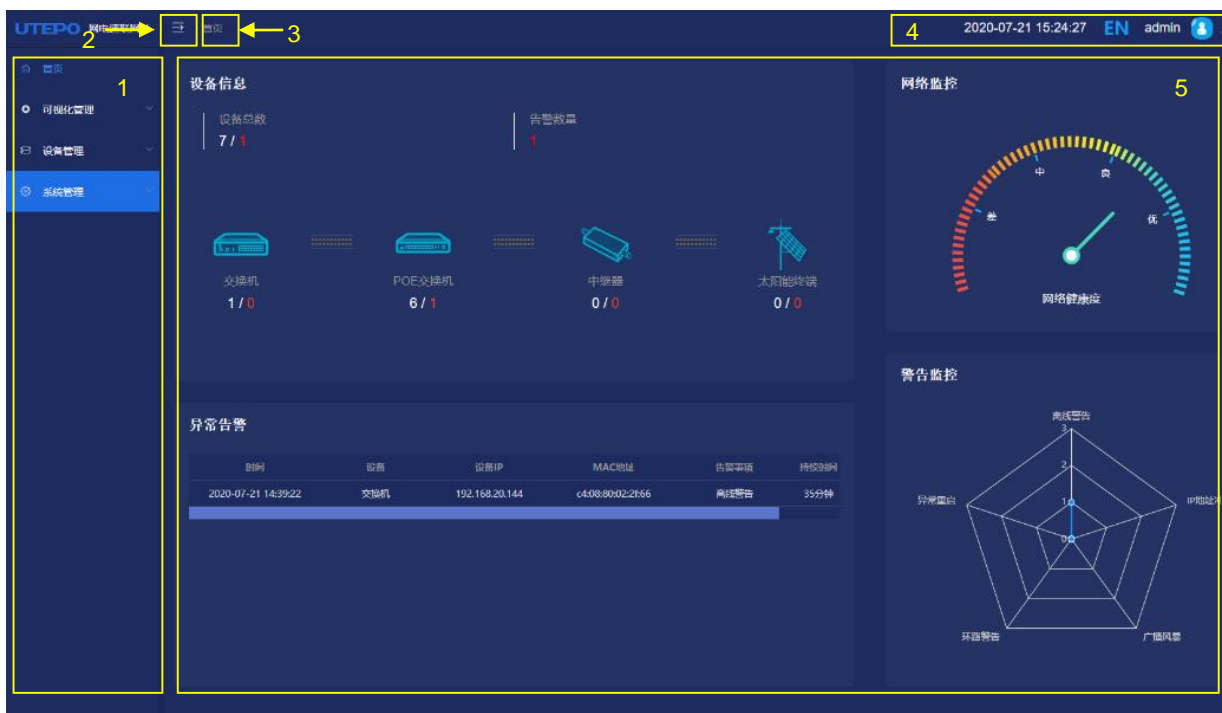 UTEPO
2
首页
3
4
2020-07-21 15:24:27 EN admin
首页
1
可视化管理
设备管理
系统管理
设备信息
设备总数
7 / 1
告警数量
1
交换机
1 / 0
POE交换机
6 / 1
中继器
0 / 0
太阳能终端
0 / 0
异常告警
时间 设备 设备IP MAC地址 告警事项 持续时间
2020-07-21 14:39:22 交换机 192.168.20.144 c4:08:80:02:2f:66 离线警告 35分钟
网络监控
5
差
中
良
优
网络健康度
警告监控
离线警告
3
2
1
0
异常重启
IP地址
环路警告
广播风暴